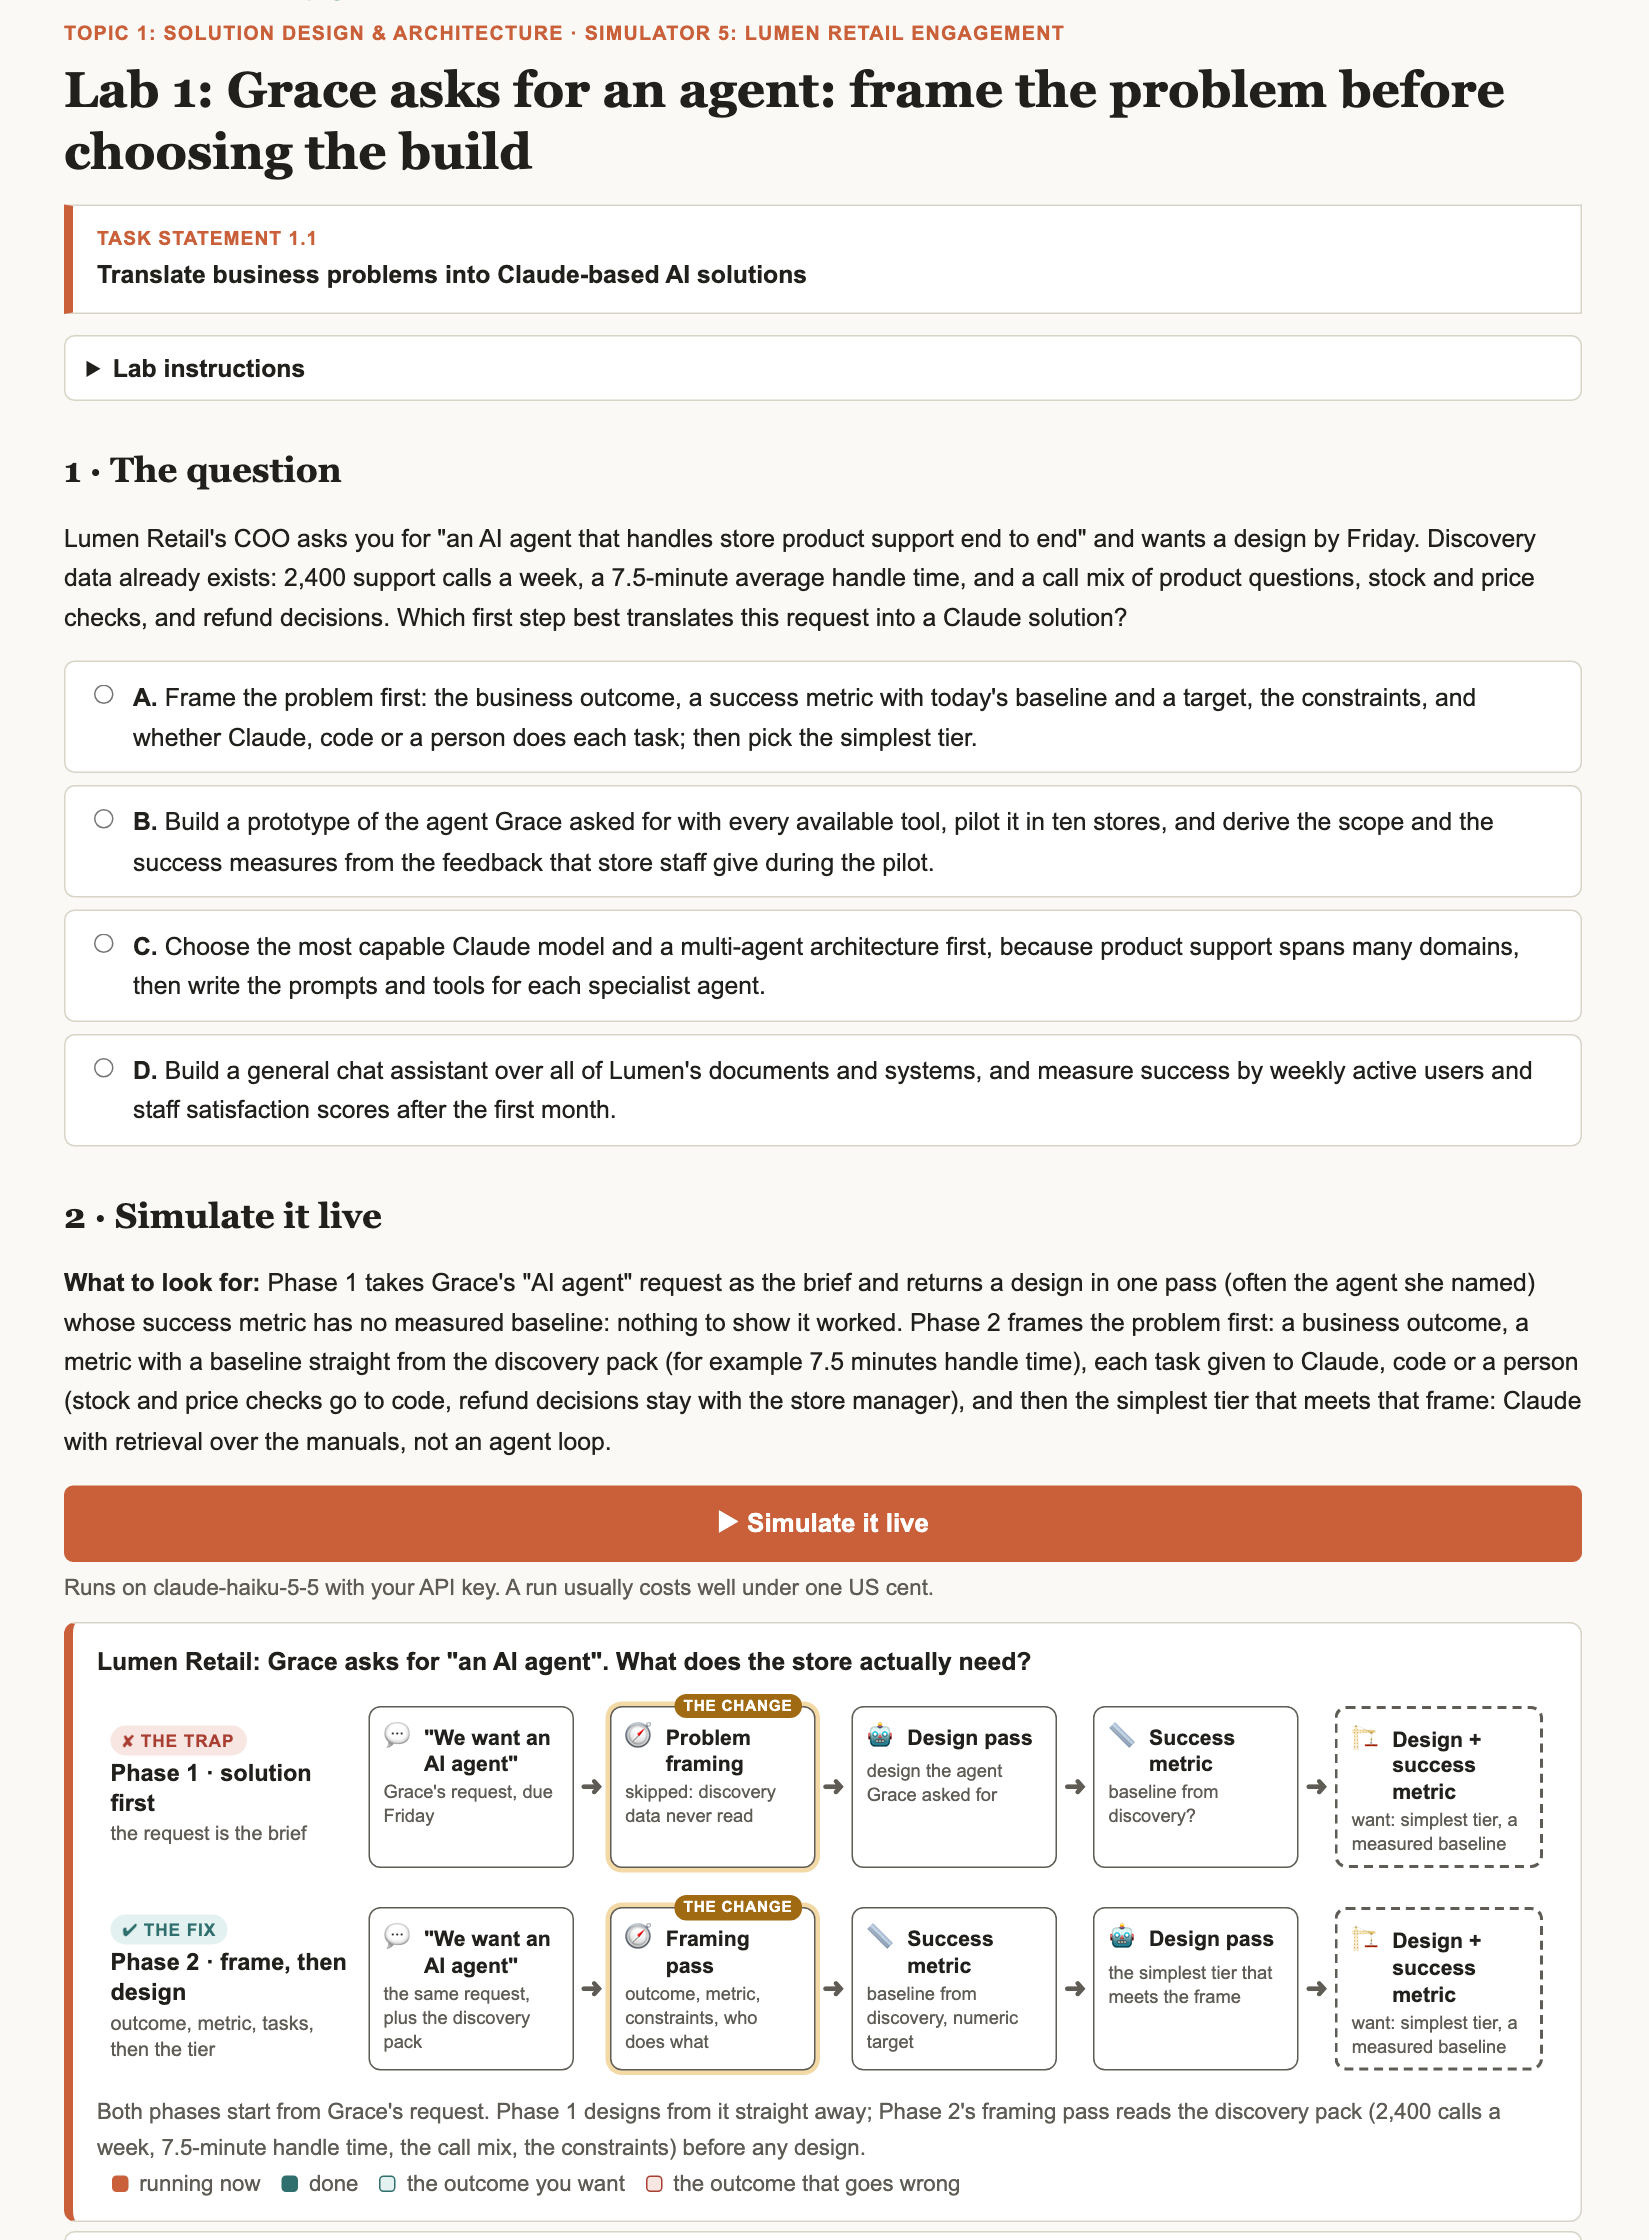 TOPIC 1: SOLUTION DESIGN & ARCHITECTURE · SIMULATOR 5: LUMEN RETAIL ENGAGEMENT
Lab 1: Grace asks for an agent: frame the problem before
choosing the build
TASK STATEMENT 1.1
Translate business problems into Claude-based AI solutions
▶ Lab instructions
1 · The question
Lumen Retail's COO asks you for "an AI agent that handles store product support end to end" and wants a design by Friday. Discovery
data already exists: 2,400 support calls a week, a 7.5-minute average handle time, and a call mix of product questions, stock and price
checks, and refund decisions. Which first step best translates this request into a Claude solution?
A. Frame the problem first: the business outcome, a success metric with today's baseline and a target, the constraints, and
whether Claude, code or a person does each task; then pick the simplest tier.
B. Build a prototype of the agent Grace asked for with every available tool, pilot it in ten stores, and derive the scope and the
success measures from the feedback that store staff give during the pilot.
C. Choose the most capable Claude model and a multi-agent architecture first, because product support spans many domains,
then write the prompts and tools for each specialist agent.
D. Build a general chat assistant over all of Lumen's documents and systems, and measure success by weekly active users and
staff satisfaction scores after the first month.
2 · Simulate it live
What to look for: Phase 1 takes Grace's "AI agent" request as the brief and returns a design in one pass (often the agent she named)
whose success metric has no measured baseline: nothing to show it worked. Phase 2 frames the problem first: a business outcome, a
metric with a baseline straight from the discovery pack (for example 7.5 minutes handle time), each task given to Claude, code or a person
(stock and price checks go to code, refund decisions stay with the store manager), and then the simplest tier that meets that frame: Claude
with retrieval over the manuals, not an agent loop.
▶ Simulate it live
Runs on claude-haiku-5-5 with your API key. A run usually costs well under one US cent.
Lumen Retail: Grace asks for "an AI agent". What does the store actually need?
✘ THE TRAP
Phase 1 · solution
first
the request is the brief
"We want an
AI agent"
Grace's request, due
Friday
➜
THE CHANGE
Problem
framing
skipped: discovery
data never read
➜
Design pass
design the agent
Grace asked for
➜
Success
metric
baseline from
discovery?
➜
Design +
success
metric
want: simplest tier, a
measured baseline
✔ THE FIX
Phase 2 · frame, then
design
outcome, metric, tasks,
then the tier
"We want an
AI agent"
the same request,
plus the discovery
pack
➜
THE CHANGE
Framing
pass
outcome, metric,
constraints, who
does what
➜
Success
metric
baseline from
discovery, numeric
target
➜
Design pass
the simplest tier that
meets the frame
➜
Design +
success
metric
want: simplest tier, a
measured baseline
Both phases start from Grace's request. Phase 1 designs from it straight away; Phase 2's framing pass reads the discovery pack (2,400 calls a
week, 7.5-minute handle time, the call mix, the constraints) before any design.
running now done the outcome you want the outcome that goes wrong